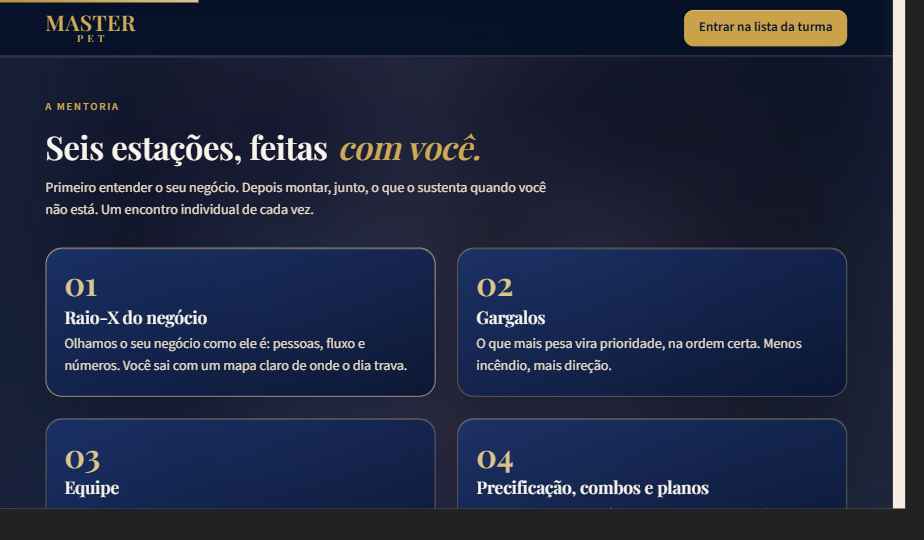 MASTER
PET
Entrar na lista da turma
A MENTORIA
Seis estações, feitas com você.
Primeiro entender o seu negócio. Depois montar, junto, o que o sustenta quando você
não está. Um encontro individual de cada vez.
01
Raio-X do negócio
Olhamos o seu negócio como ele é: pessoas, fluxo e
números. Você sai com um mapa claro de onde o dia trava.
02
Gargalos
O que mais pesa vira prioridade, na ordem certa. Menos
incêndio, mais direção.
03
Equipe
04
Precificação, combos e planos